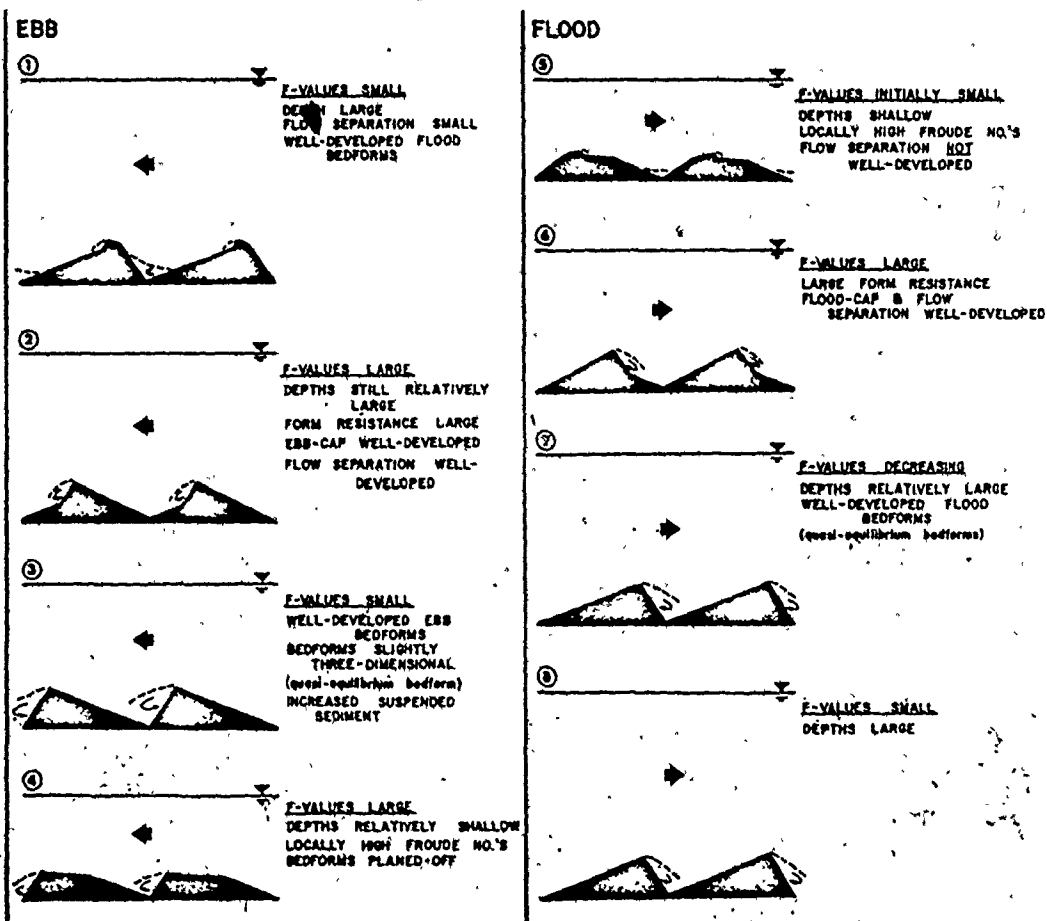 EBB
①
F-VALUES SMALL
LARGE
SEPARATION SMALL
WELL-DEVELOPED FLOOD
BEDFORMS
②
F-VALUES LARGE
DEPTHS STILL RELATIVELY
LARGE
FORM RESISTANCE LARGE
EBB-CAP WELL-DEVELOPED
FLOW SEPARATION WELL-
DEVELOPED
③
F-VALUES SMALL
WELL-DEVELOPED EBB
BEDFORMS
BEDFORMS SLIGHTLY
THREE-DIMENSIONAL
(quasi-equilibrium bedform)
INCREASED SUSPENDED
SEDIMENT
④
F-VALUES LARGE
DEPTHS RELATIVELY SHALLOW
LOCALLY HIGH FROUDE NO.'S
BEDFORMS PLANED-OFF
FLOOD
⑤
F-VALUES INITIALLY SMALL
DEPTHS SHALLOW
LOCALLY HIGH FROUDE NO.'S
FLOW SEPARATION NOT
WELL-DEVELOPED
⑥
F-VALUES LARGE
LARGE FORM RESISTANCE
FLOOD-CAP & FLOW
SEPARATION WELL-DEVELOPED
⑦
F-VALUES DECREASING
DEPTHS RELATIVELY LARGE
WELL-DEVELOPED FLOOD
BEDFORMS
(quasi-equilibrium bedforms)
⑧
F-VALUES SMALL
DEPTHS LARGE